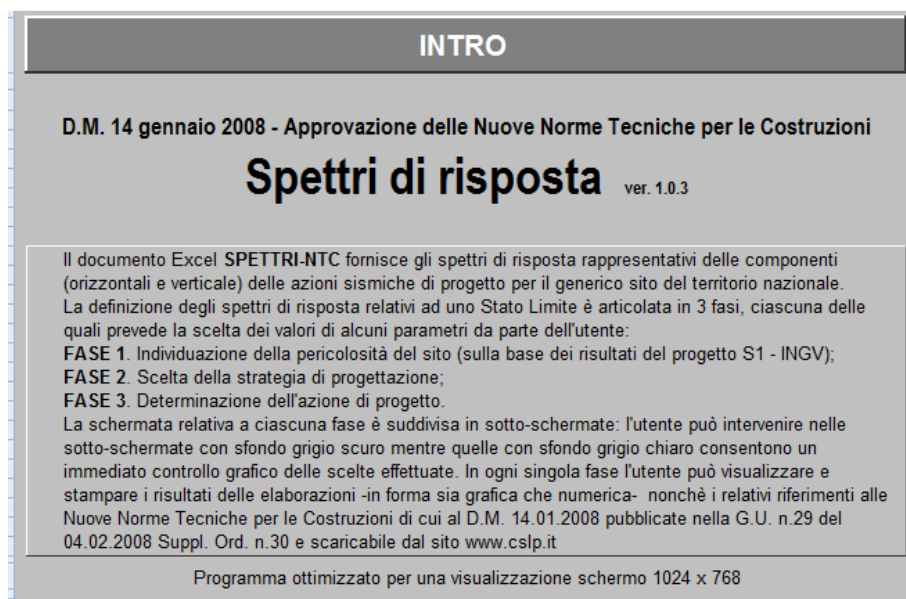 INTRO
D.M. 14 gennaio 2008 - Approvazione delle Nuove Norme Tecniche per le Costruzioni
Spettri di risposta ver. 1.0.3
Il documento Excel SPETTRI-NTC fornisce gli spettri di risposta rappresentativi delle componenti
(orizzontali e verticale) delle azioni sismiche di progetto per il generico sito del territorio nazionale.
La definizione degli spettri di risposta relativi ad uno Stato Limite è articolata in 3 fasi, ciascuna delle
quali prevede la scelta dei valori di alcuni parametri da parte dell'utente:
FASE 1. Individuazione della pericolosità del sito (sulla base dei risultati del progetto S1 - INGV);
FASE 2. Scelta della strategia di progettazione;
FASE 3. Determinazione dell'azione di progetto.
La schermata relativa a ciascuna fase è suddivisa in sotto-schermate: l'utente può intervenire nelle
sotto-schermate con sfondo grigio scuro mentre quelle con sfondo grigio chiaro consentono un
immediato controllo grafico delle scelte effettuate. In ogni singola fase l'utente può visualizzare e
stampare i risultati delle elaborazioni -in forma sia grafica che numerica- nonchè i relativi riferimenti alle
Nuove Norme Tecniche per le Costruzioni di cui al D.M. 14.01.2008 pubblicate nella G.U. n.29 del
04.02.2008 Suppl. Ord. n.30 e scaricabile dal sito www.cslp.it
Programma ottimizzato per una visualizzazione schermo 1024 x 768